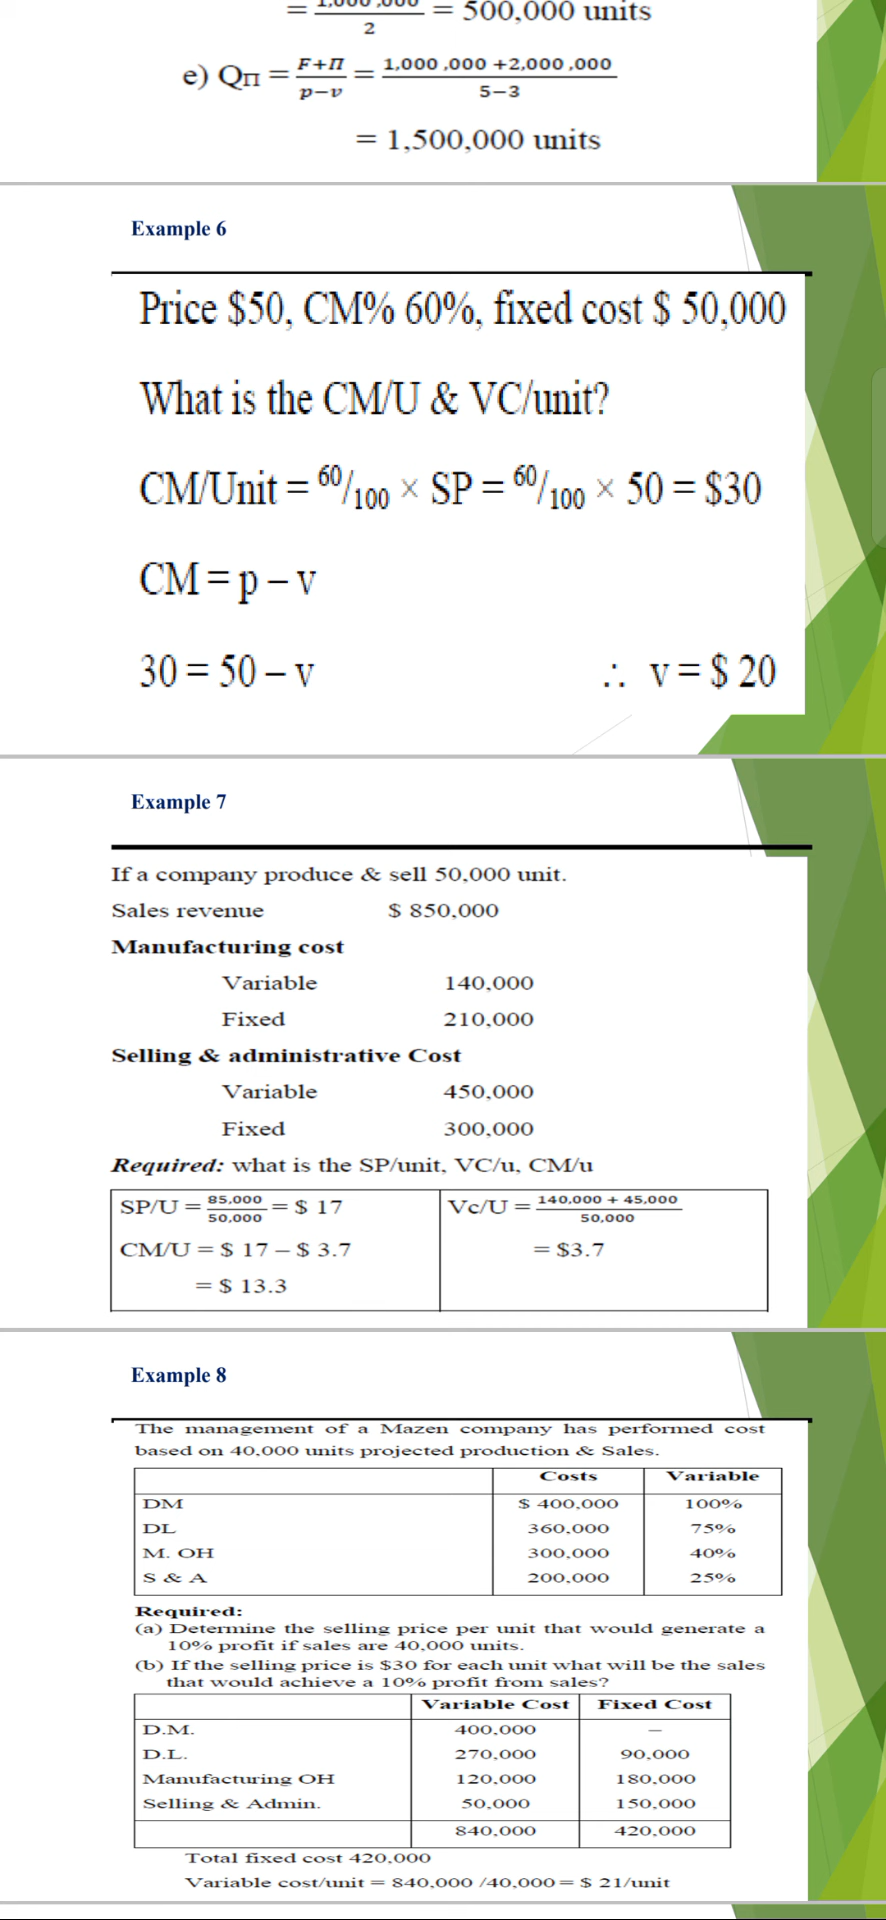 = 1,000,000/2 = 500,000 units
e) QΠ = F+Π/p−v = 1,000,000 +2,000,000/5−3
= 1,500,000 units
Example 6
Price $50, CM% 60%, fixed cost $ 50,000
What is the CM/U & VC/unit?
CM/Unit = 60/100 × SP = 60/100 × 50 = $30
CM = p – v
30 = 50 – v ∴ v = $ 20
Example 7
If a company produce & sell 50,000 unit.
Sales revenue $ 850,000
Manufacturing cost
Variable 140,000
Fixed 210,000
Selling & administrative Cost
Variable 450,000
Fixed 300,000
Required: what is the SP/unit, VC/u, CM/u
SP/U = 85,000/50,000 = $ 17 Vc/U = 140,000 + 45,000/50,000
CM/U = $ 17 – $ 3.7 = $3.7
= $ 13.3
Example 8
The management of a Mazen company has performed cost
based on 40,000 units projected production & Sales.
Costs Variable
DM $ 400,000 100%
DL 360,000 75%
M. OH 300,000 40%
S & A 200,000 25%
Required:
(a) Determine the selling price per unit that would generate a
10% profit if sales are 40,000 units.
(b) If the selling price is $30 for each unit what will be the sales
that would achieve a 10% profit from sales?
Variable Cost Fixed Cost
D.M. 400,000 –
D.L. 270,000 90,000
Manufacturing OH 120,000 180,000
Selling & Admin. 50,000 150,000
840,000 420,000
Total fixed cost 420,000
Variable cost/unit = 840,000 /40,000 = $ 21/unit